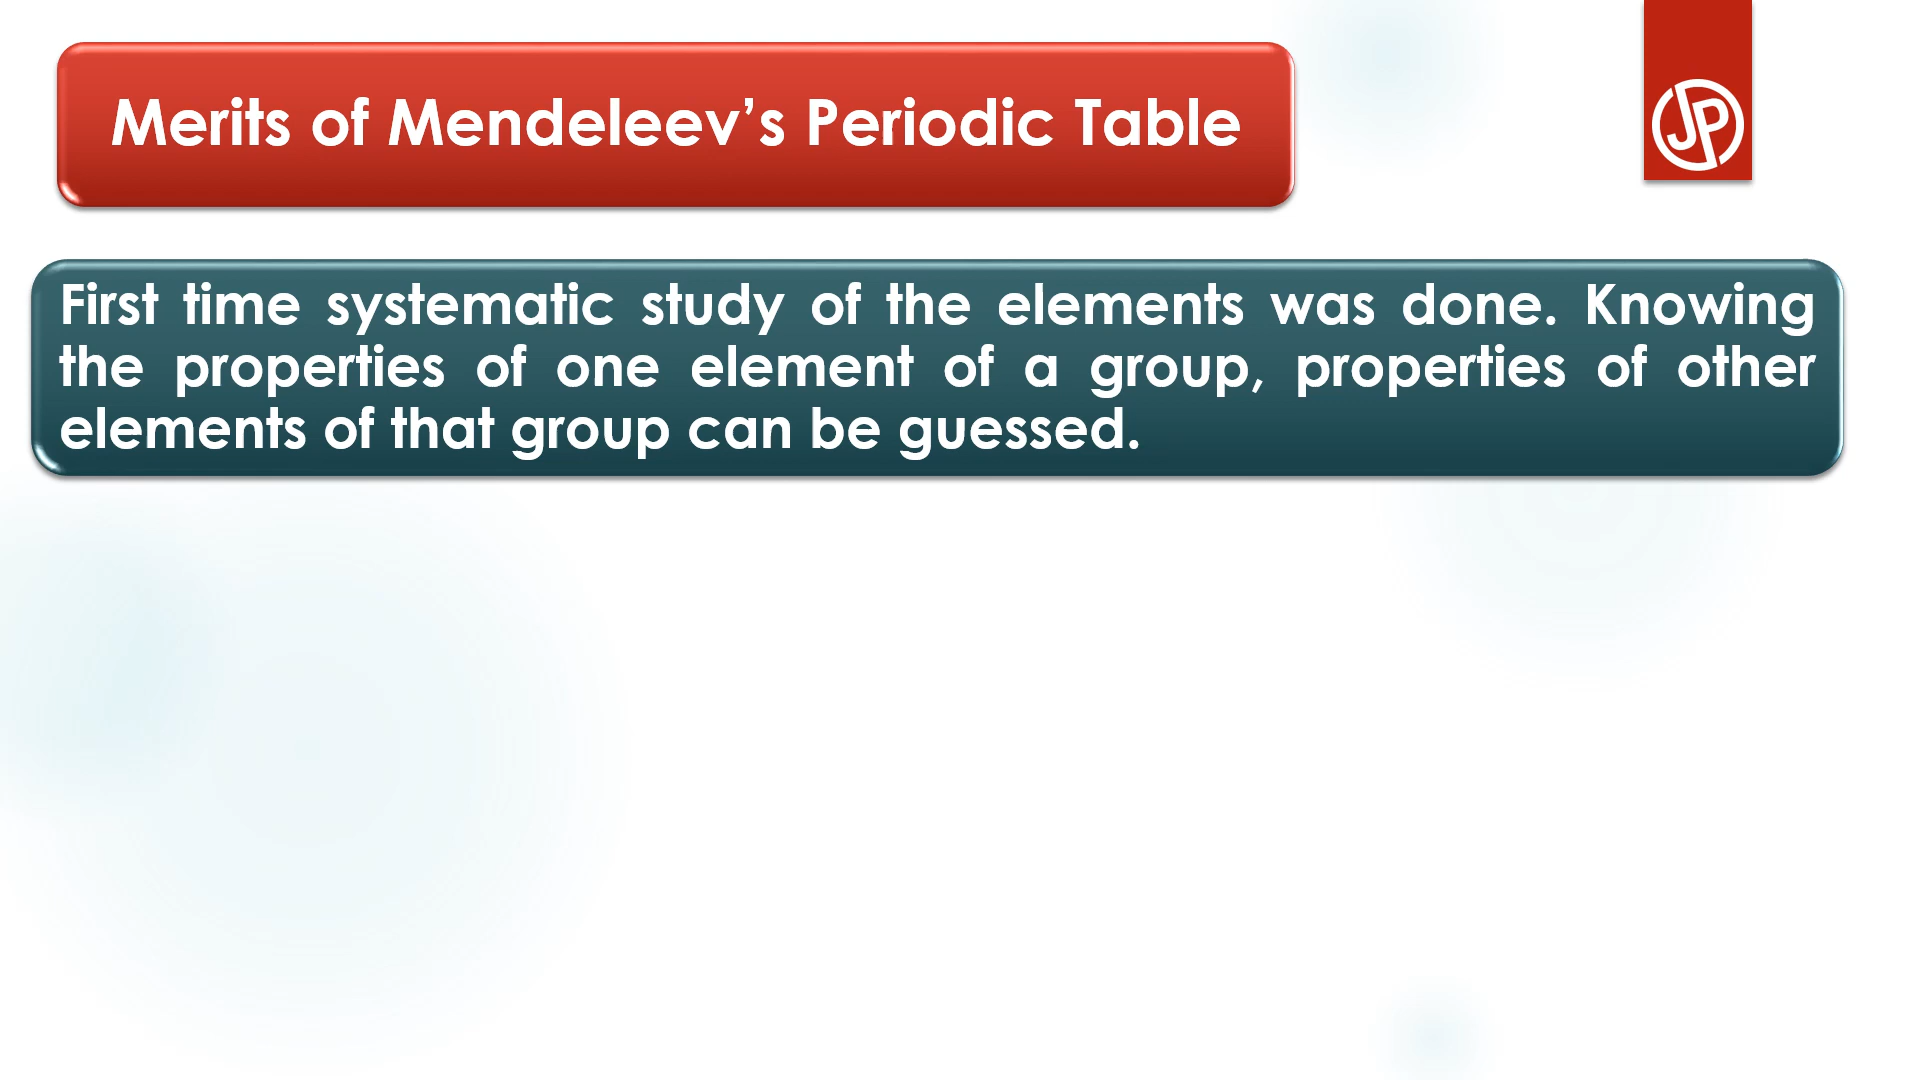 Merits of Mendeleev’s Periodic Table
JP
First time systematic study of the elements was done. Knowing
the properties of one element of a group, properties of other
elements of that group can be guessed.